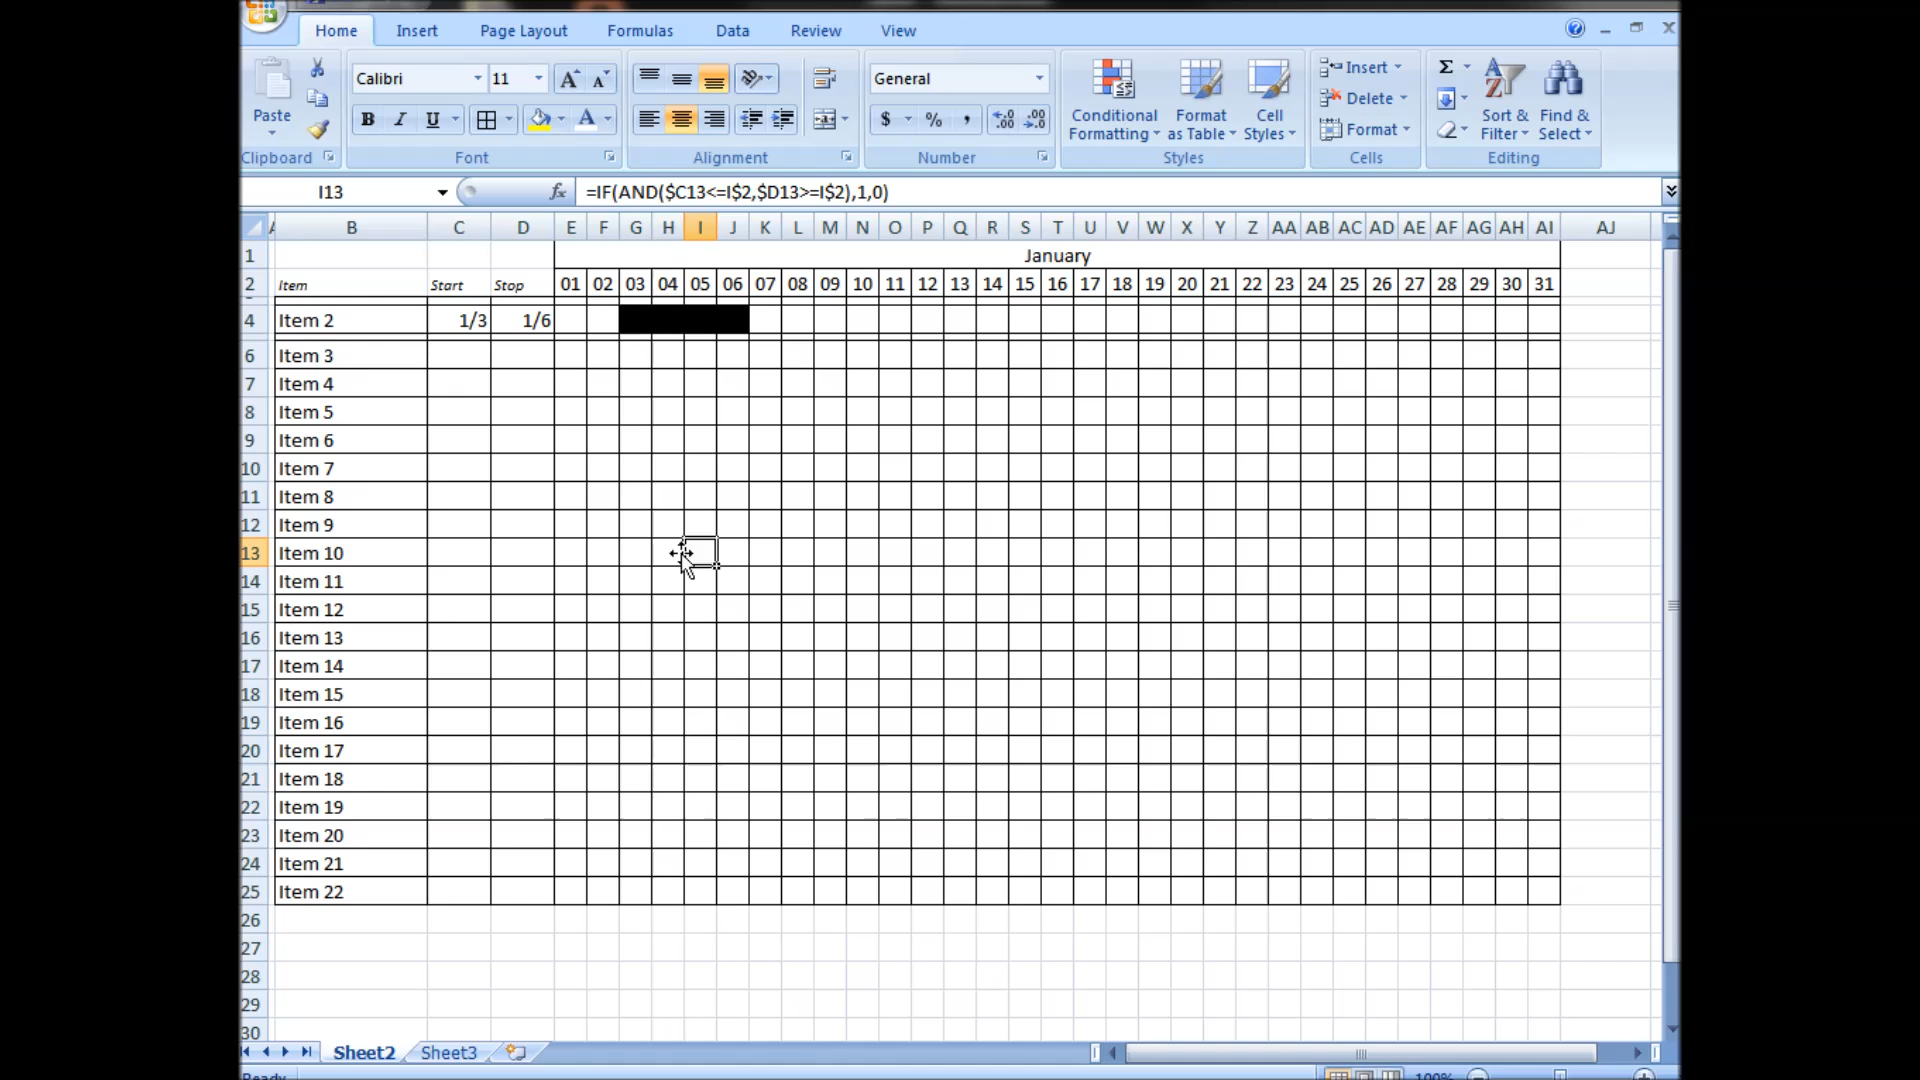 Home Insert Page Layout Formulas Data Review View
Calibri 11 General Insert
Paste Conditional Formatting Format as Table Cell Styles Delete Sort & Filter Find & Select
B I U $ % , Format
Clipboard Font Alignment Number Styles Cells Editing
I13 fx =IF(AND($C13<=I$2,$D13>=I$2),1,0)
B C D E F G H I J K L M N O P Q R S T U V W X Y Z AA AB AC AD AE AF AG AH AI AJ
1 January
2 Item Start Stop 01 02 03 04 05 06 07 08 09 10 11 12 13 14 15 16 17 18 19 20 21 22 23 24 25 26 27 28 29 30 31
4 Item 2 1/3 1/6
6 Item 3
7 Item 4
8 Item 5
9 Item 6
10 Item 7
11 Item 8
12 Item 9
13 Item 10
14 Item 11
15 Item 12
16 Item 13
17 Item 14
18 Item 15
19 Item 16
20 Item 17
21 Item 18
22 Item 19
23 Item 20
24 Item 21
25 Item 22
26
27
28
29
30
Sheet2 Sheet3
Ready 100%